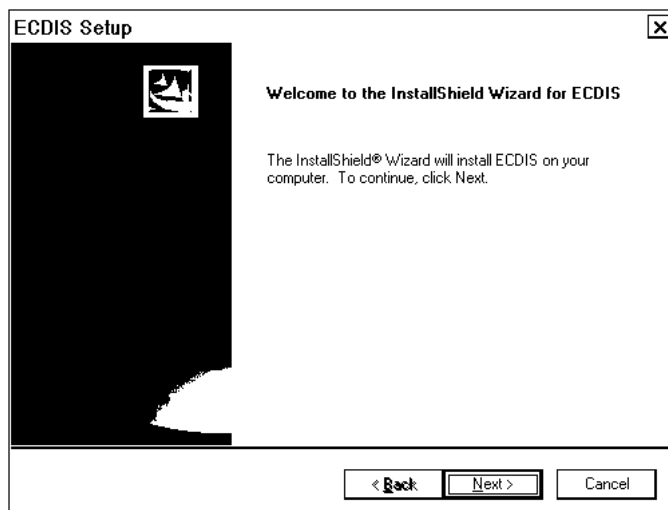 ECDIS Setup
Welcome to the InstallShield Wizard for ECDIS
The InstallShield® Wizard will install ECDIS on your
computer. To continue, click Next.
< Back
Next >
Cancel